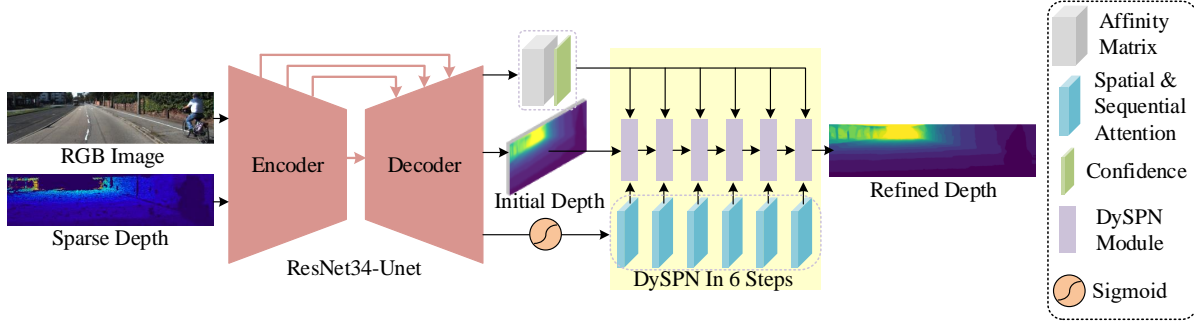 RGB Image
Sparse Depth
Encoder
Decoder
ResNet34-Unet
Initial Depth
DySPN In 6 Steps
Refined Depth
Affinity
Matrix
Spatial &
Sequential
Attention
Confidence
DySPN
Module
Sigmoid